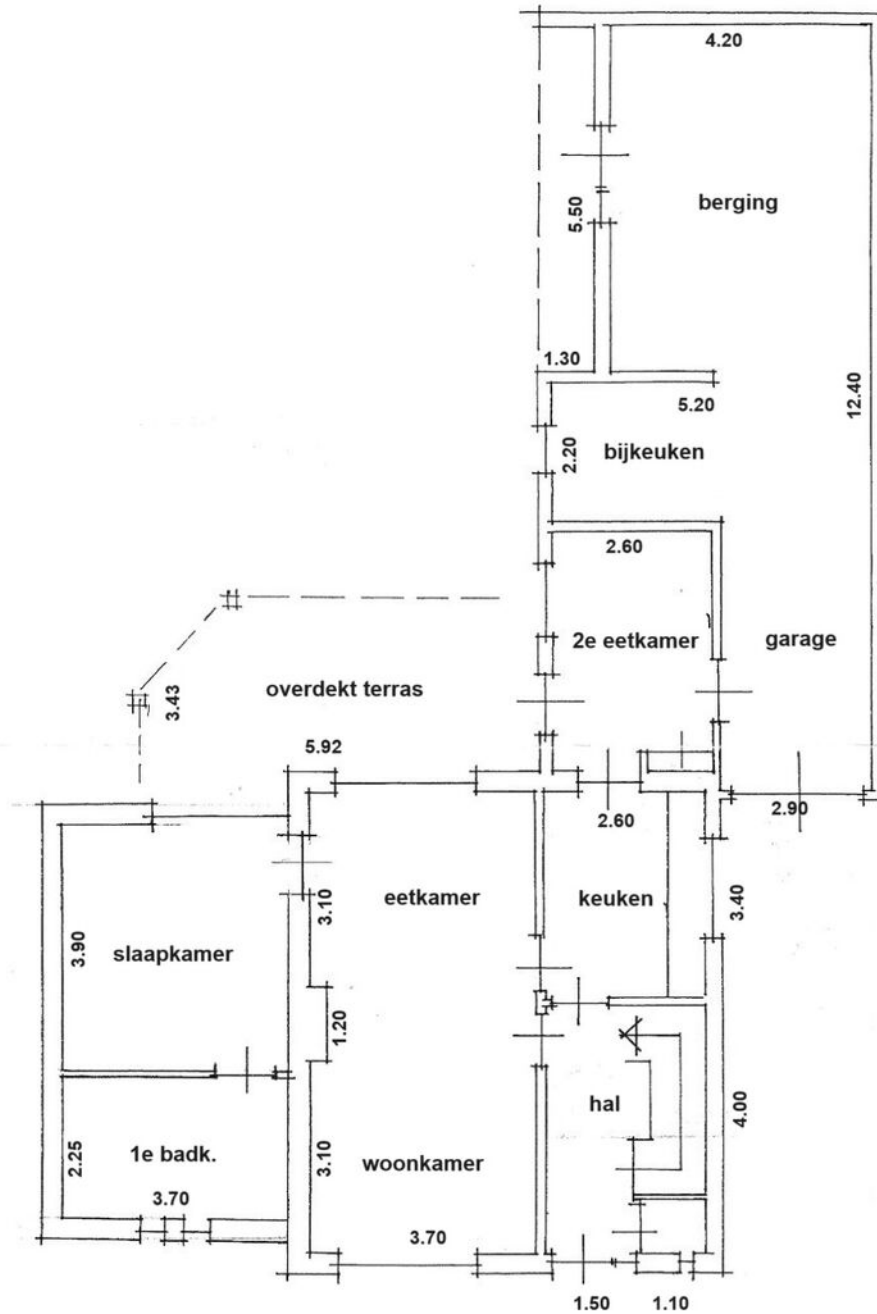 4.20
berging
5.50
1.30
5.20
12.40
bijkeuken
2.20
2.60
2e eetkamer
garage
overdekt terras
3.43
5.92
2.60
2.90
3.10
eetkamer
keuken
3.40
slaapkamer
3.90
1.20
hal
4.00
1e badk.
2.25
3.10
woonkamer
3.70
3.70
1.50
1.10